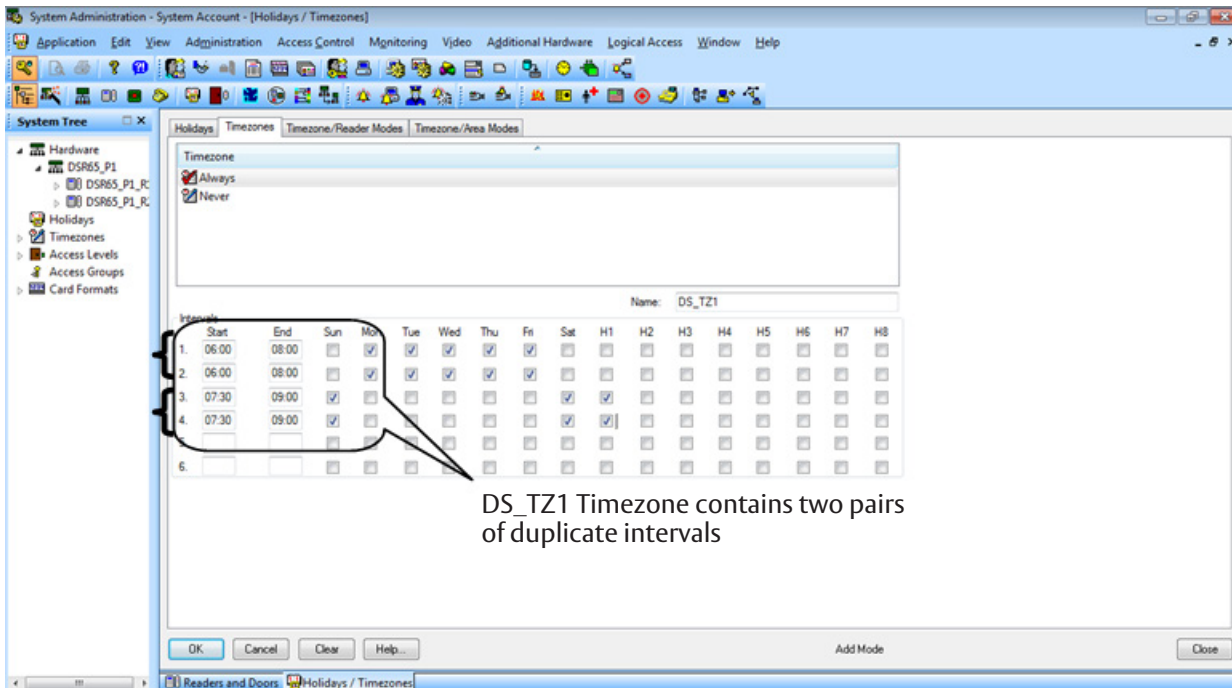 System Administration - System Account - [Holidays / Timezones]
Application Edit View Administration Access Control Monitoring Video Additional Hardware Logical Access Window Help
System Tree
Hardware
DSR65_P1
DSR65_P1_R
DSR65_P1_R
Holidays
Timezones
Access Levels
Access Groups
Card Formats
Holidays Timezones Timezone/Reader Modes Timezone/Area Modes
Timezone
Always
Never
Name: DS_TZ1
Intervals
Start End Sun Mon Tue Wed Thu Fri Sat H1 H2 H3 H4 H5 H6 H7 H8
1. 06:00 08:00
2. 06:00 08:00
3. 07:30 09:00
4. 07:30 09:00
5.
6.
DS_TZ1 Timezone contains two pairs
of duplicate intervals
OK Cancel Clear Help... Add Mode Close
Readers and Doors Holidays / Timezones